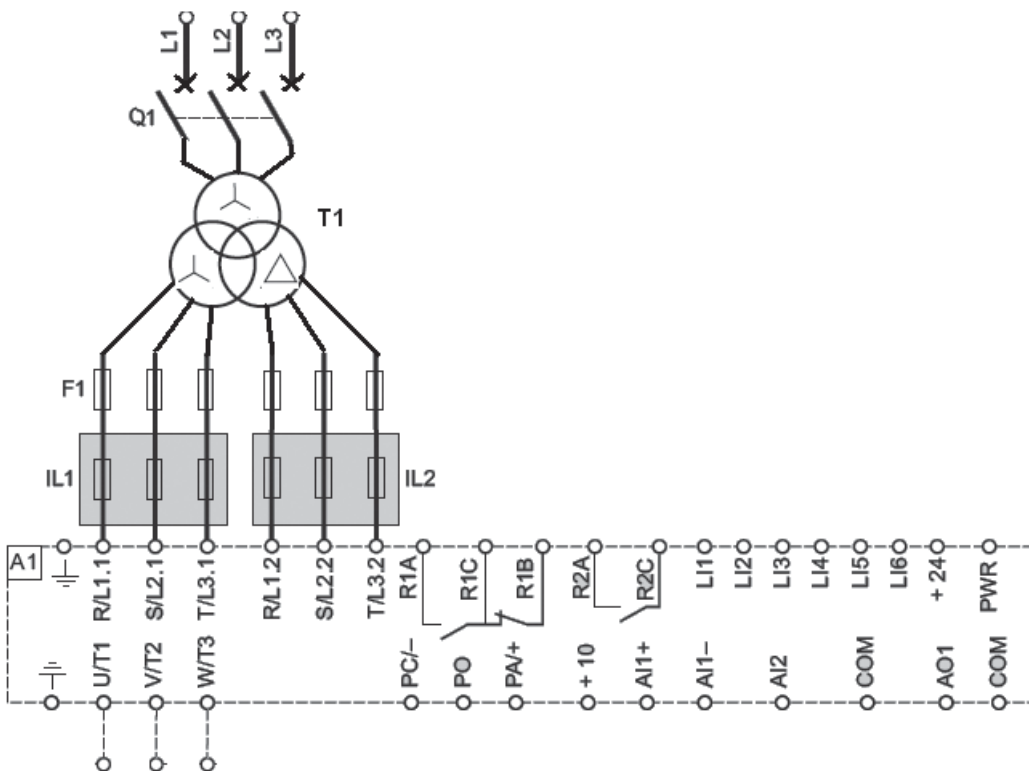 L1 L2 L3
Q1
T1
F1
IL1 IL2
A1
R/L1.1 S/L2.1 T/L3.1 R/L1.2 S/L2.2 T/L3.2 R1A R1C R1B R2A R2C LI1 LI2 LI3 LI4 LI5 LI6 + 24 PWR
U/T1 V/T2 W/T3 PC/– PO PA/+ + 10 AI1+ AI1– AI2 COM AO1 COM